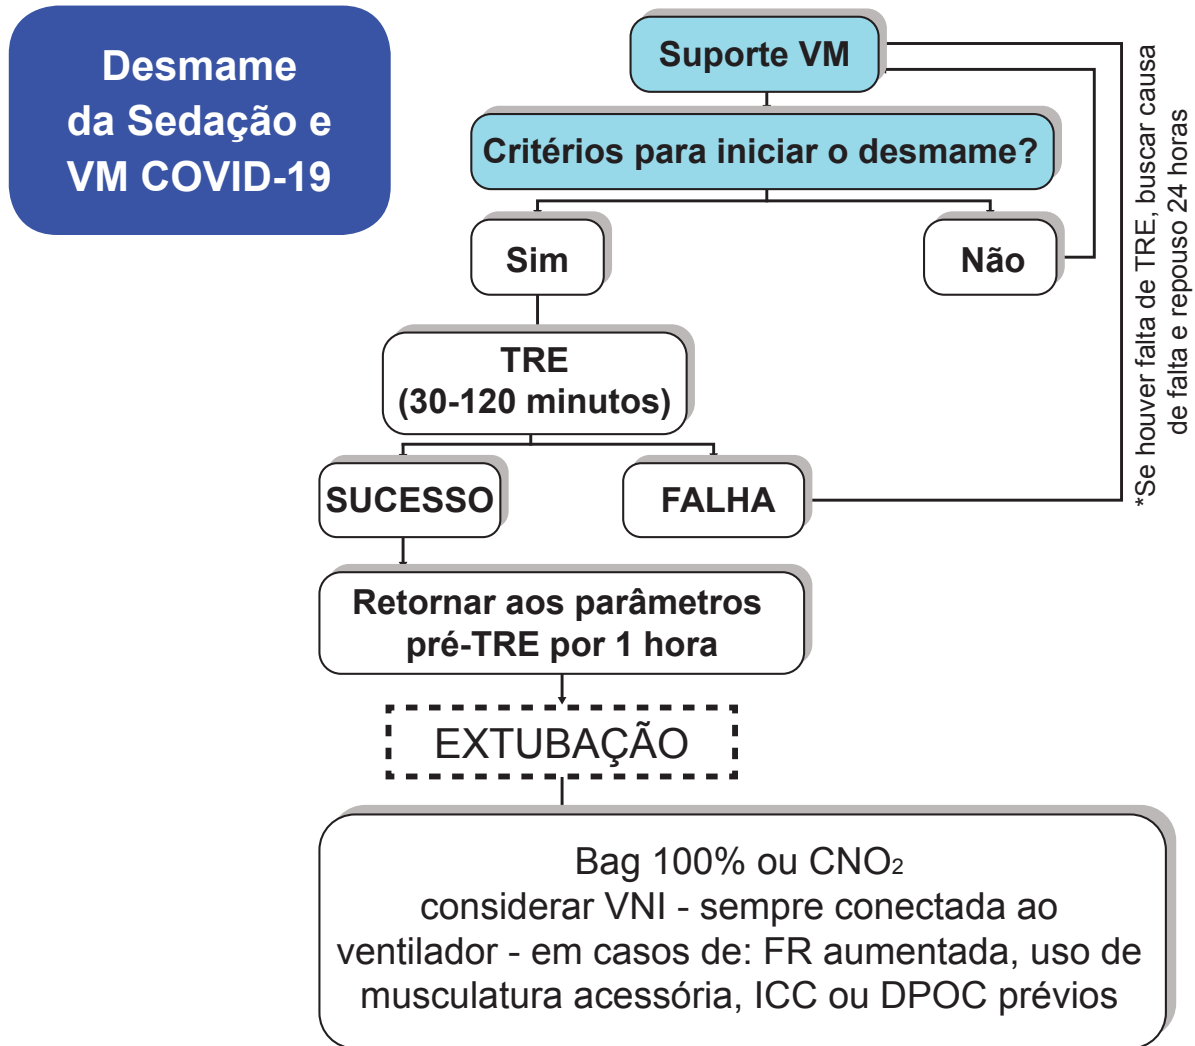 Desmame
da Sedação e
VM COVID-19
Suporte VM
Critérios para iniciar o desmame?
Sim
Não
TRE
(30-120 minutos)
SUCESSO
FALHA
*Se houver falta de TRE, buscar causa
de falta e repouso 24 horas
Retornar aos parâmetros
pré-TRE por 1 hora
EXTUBAÇÃO
Bag 100% ou CNO₂
considerar VNI - sempre conectada ao
ventilador - em casos de: FR aumentada, uso de
musculatura acessória, ICC ou DPOC prévios